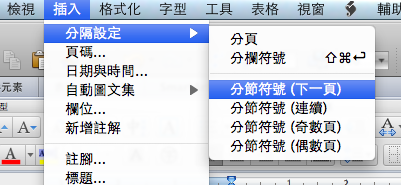 檢視 插入 格式化 字型 工具 表格 視窗 輔助
分隔設定
頁碼...
日期與時間...
自動圖文集
欄位...
新增註解
註腳...
標題...
分頁
分欄符號 ⇧⌘↩
分節符號 (下一頁)
分節符號 (連續)
分節符號 (奇數頁)
分節符號 (偶數頁)
元素
型
A
A
1 2